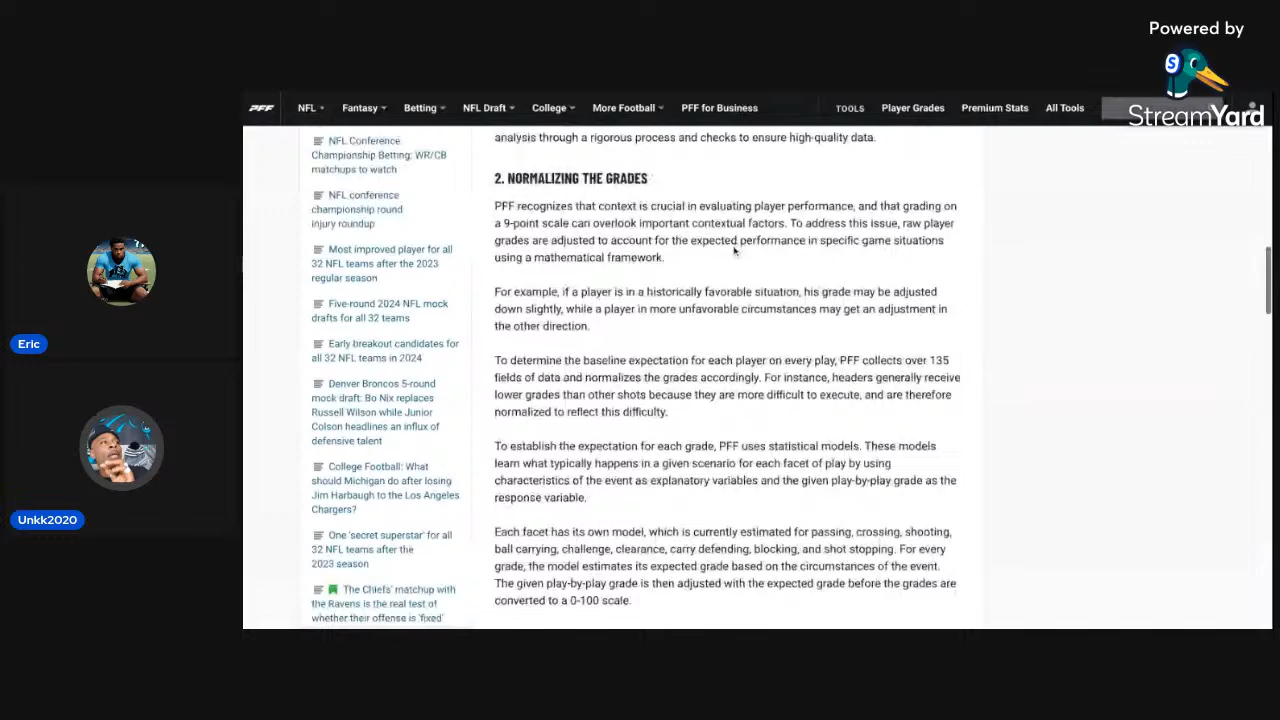 Powered by
StreamYard
PFF
NFL
Fantasy
Betting
NFL Draft
College
More Football
PFF for Business
TOOLS
Player Grades
Premium Stats
All Tools
NFL Conference
Championship Betting: WR/CB
matchups to watch
NFL conference
championship round
injury roundup
Most improved player for all
32 NFL teams after the 2023
regular season
Five-round 2024 NFL mock
drafts for all 32 teams
Early breakout candidates for
all 32 NFL teams in 2024
Denver Broncos 5-round
mock draft: Bo Nix replaces
Russell Wilson while Junior
Colson headlines an influx of
defensive talent
College Football: What
should Michigan do after losing
Jim Harbaugh to the Los Angeles
Chargers?
One 'secret superstar' for all
32 NFL teams after the
2023 season
The Chiefs' matchup with
the Ravens is the real test of
whether their offense is 'fixed'
analysis through a rigorous process and checks to ensure high-quality data.
2. NORMALIZING THE GRADES
PFF recognizes that context is crucial in evaluating player performance, and that grading on
a 9-point scale can overlook important contextual factors. To address this issue, raw player
grades are adjusted to account for the expected performance in specific game situations
using a mathematical framework.
For example, if a player is in a historically favorable situation, his grade may be adjusted
down slightly, while a player in more unfavorable circumstances may get an adjustment in
the other direction.
To determine the baseline expectation for each player on every play, PFF collects over 135
fields of data and normalizes the grades accordingly. For instance, headers generally receive
lower grades than other shots because they are more difficult to execute, and are therefore
normalized to reflect this difficulty.
To establish the expectation for each grade, PFF uses statistical models. These models
learn what typically happens in a given scenario for each facet of play by using
characteristics of the event as explanatory variables and the given play-by-play grade as the
response variable.
Each facet has its own model, which is currently estimated for passing, crossing, shooting,
ball carrying, challenge, clearance, carry defending, blocking, and shot stopping. For every
grade, the model estimates its expected grade based on the circumstances of the event.
The given play-by-play grade is then adjusted with the expected grade before the grades are
converted to a 0-100 scale.
Eric
Unkk2020